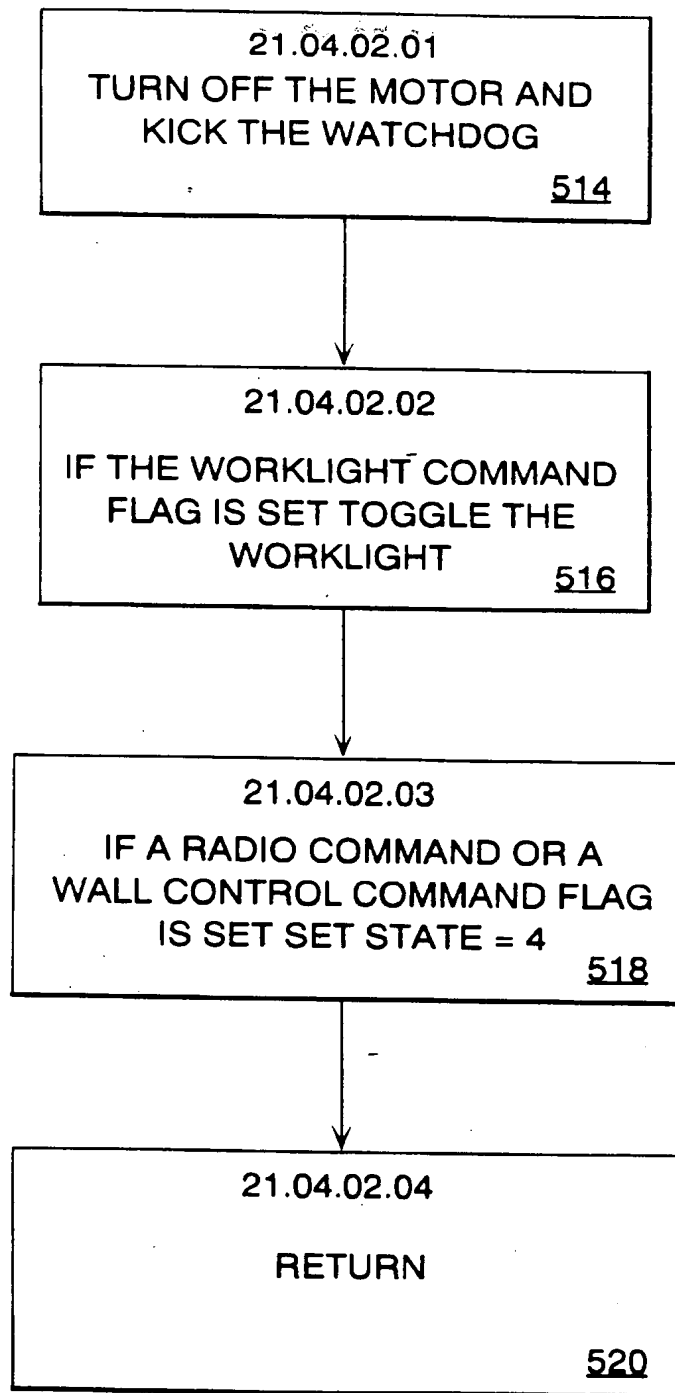 21.04.02.01
TURN OFF THE MOTOR AND
KICK THE WATCHDOG
514
21.04.02.02
IF THE WORKLIGHT COMMAND
FLAG IS SET TOGGLE THE
WORKLIGHT
516
21.04.02.03
IF A RADIO COMMAND OR A
WALL CONTROL COMMAND FLAG
IS SET SET STATE = 4
518
21.04.02.04
RETURN
520